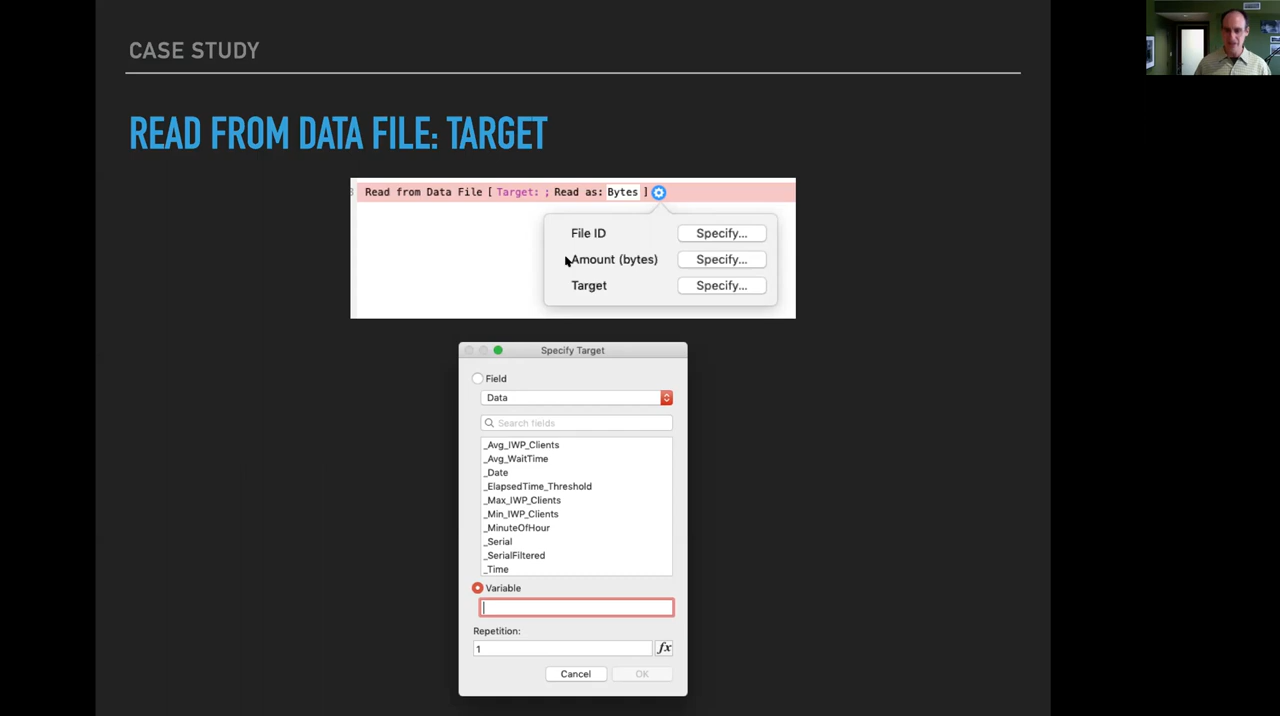 CASE STUDY
READ FROM DATA FILE: TARGET
3 Read from Data File [ Target: ; Read as: Bytes ]
File ID Specify...
Amount (bytes) Specify...
Target Specify...
Specify Target
Field
Data
Search fields
_Avg_IWP_Clients
_Avg_WaitTime
_Date
_ElapsedTime_Threshold
_Max_IWP_Clients
_Min_IWP_Clients
_MinuteOfHour
_Serial
_SerialFiltered
_Time
Variable
Repetition:
1 fx
Cancel OK